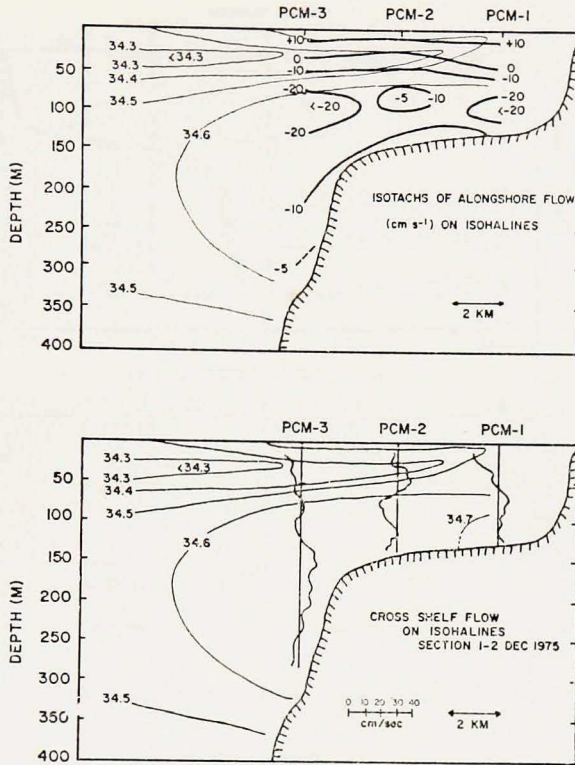 PCM-3 PCM-2 PCM-1
34.3 +10 +10
<34.3 0 0
50 34.3 -10 -10
34.4 -20 -20
34.5 <-20 -5 -10 <-20
100
34.6 -20
150
200 -10
ISOTACHS OF ALONGSHORE FLOW
(cm s⁻¹) ON ISOHALINES
250
-5
300
34.5
350 2 KM
400
DEPTH (M)
PCM-3 PCM-2 PCM-1
34.3
<34.3
50 34.3
34.4
34.5
100 34.7
34.6
150
200
CROSS SHELF FLOW
ON ISOHALINES
SECTION 1-2 DEC 1975
250
300
34.5 0 10 20 30 40
350 cm/sec 2 KM
400
DEPTH (M)